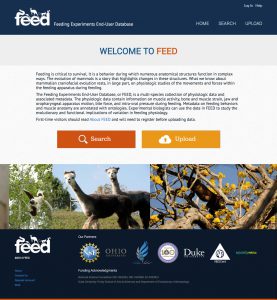 Log In Help
feed Feeding Experiments End-User Database
HOME SEARCH UPLOAD
WELCOME TO FEED
Feeding is critical to survival. It is a behavior during which numerous anatomical structures function in complex
ways. The evolution of mammals is a story that highlights changes in these structures. What we know about
mammalian craniofacial evolution rests, in large part, on physiologic studies of the movements and forces within
the feeding apparatus during feeding.
The Feeding Experiments End-User Database, or FEED, is a multi-species collection of physiologic data and
associated metadata. The physiologic data contain information on muscle activity, bone and muscle strain, jaw and
oropharyngeal apparatus motion, bite force, and intra-oral pressure during feeding. Metadata on feeding behaviors
and muscle anatomy are annotated with ontologies. Experimental biologists can use the data in FEED to study the
evolutionary and functional implications of variation in feeding physiology.
First-time visitors should read About FEED and will need to register before uploading data.
Search
Upload
feed
Our Partners
OHIO
UNIVERSITY
100
Duke
UNIVERSITY
NESCent
Home
Contact Us
Blog
Funding Acknowledgments